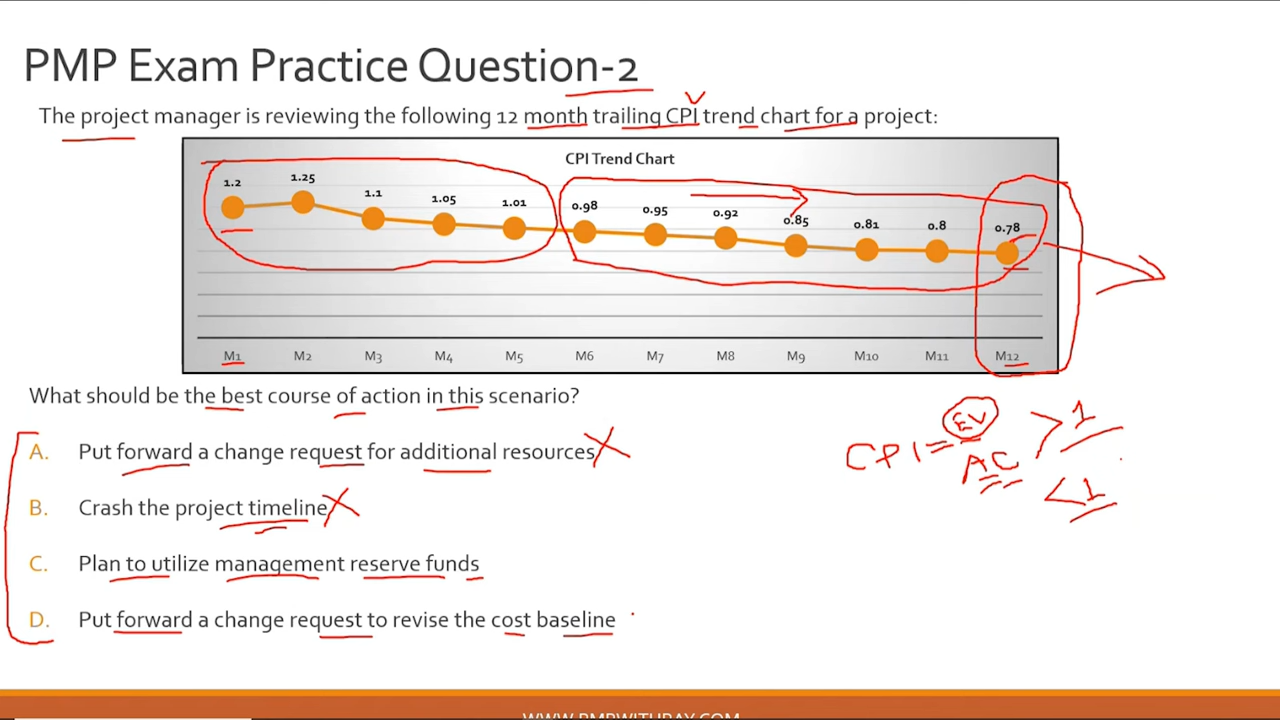 PMP Exam Practice Question-2
The project manager is reviewing the following 12 month trailing CPI trend chart for a project:
CPI Trend Chart
1.2 1.25 1.1 1.05 1.01 0.98 0.95 0.92 0.85 0.81 0.8 0.78
M1 M2 M3 M4 M5 M6 M7 M8 M9 M10 M11 M12
What should be the best course of action in this scenario?
A. Put forward a change request for additional resources
B. Crash the project timeline
C. Plan to utilize management reserve funds
D. Put forward a change request to revise the cost baseline
CPI = EV > 1
AC < 1
WWW.PMPWITHRAY.COM